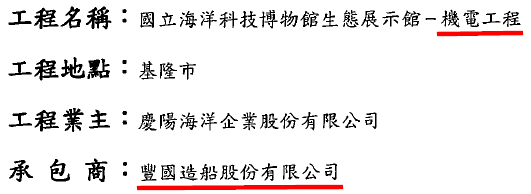 工程名稱：國立海洋科技博物館生態展示館－機電工程
工程地點：基隆市
工程業主：慶陽海洋企業股份有限公司
承包商：豐國造船股份有限公司